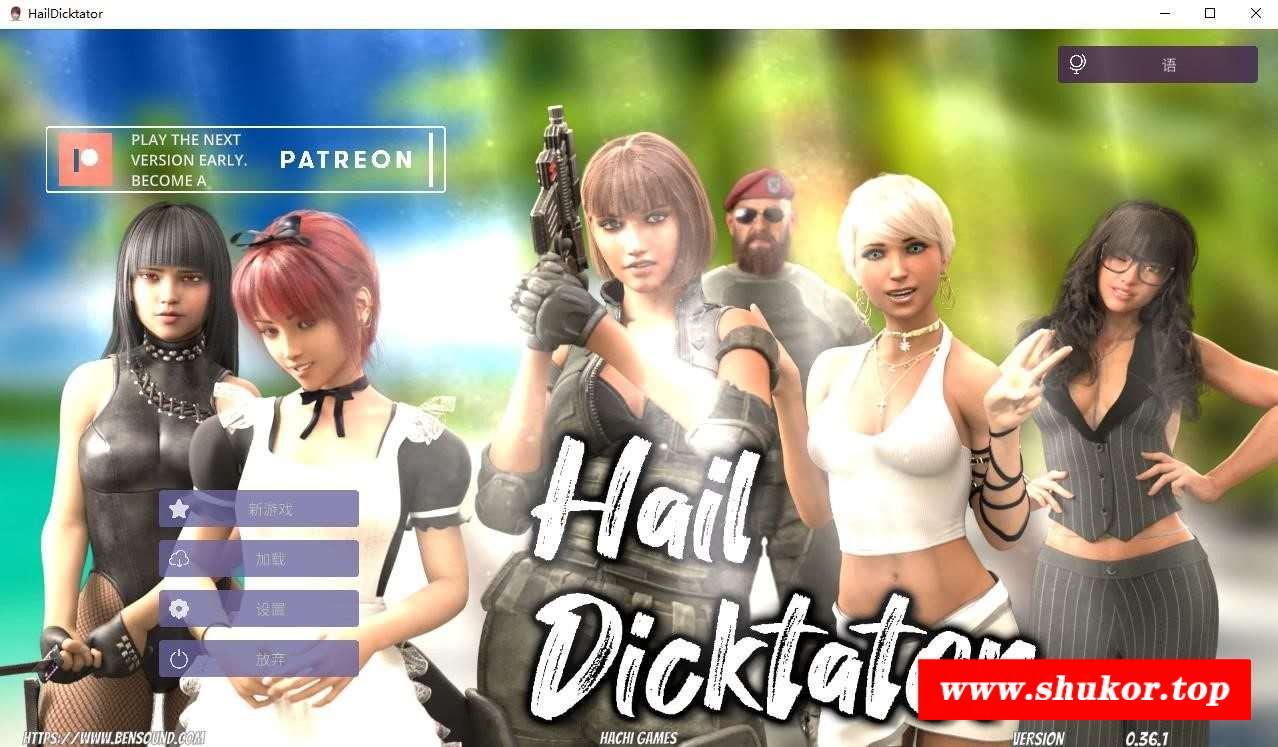 HailDicktator
语
PLAY THE NEXT
VERSION EARLY.
BECOME A
PATREON
新游戏
加载
设置
放弃
Hail
Dicktator
www.shukor.top
HTTPS://WWW.BENSOUND.COM
HACHI GAMES
VERSION
0.36.1